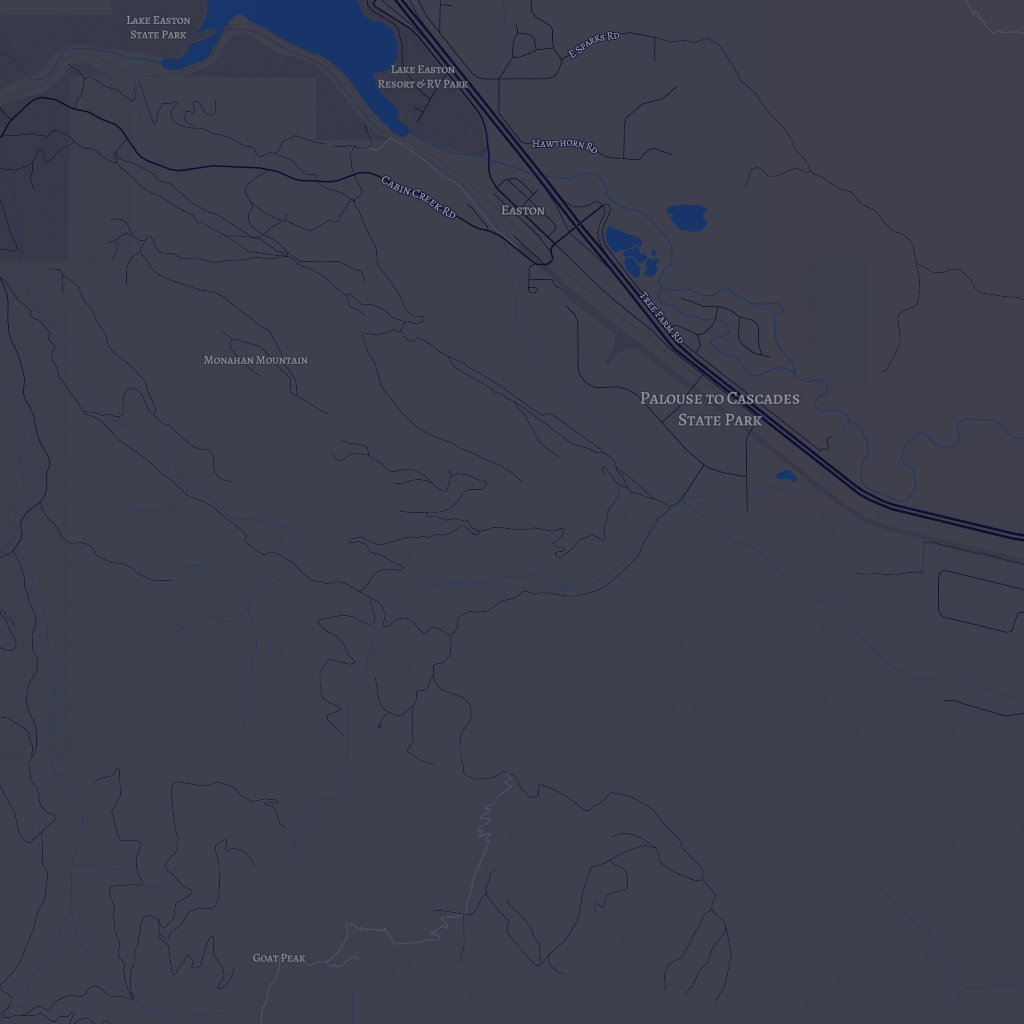 Lake Easton
State Park
E Sparks Rd
Lake Easton
Resort & RV Park
Hawthorn Rd
Cabin Creek Rd
Easton
Tree Farm Rd
Monahan Mountain
Palouse to Cascades
State Park
Goat Peak